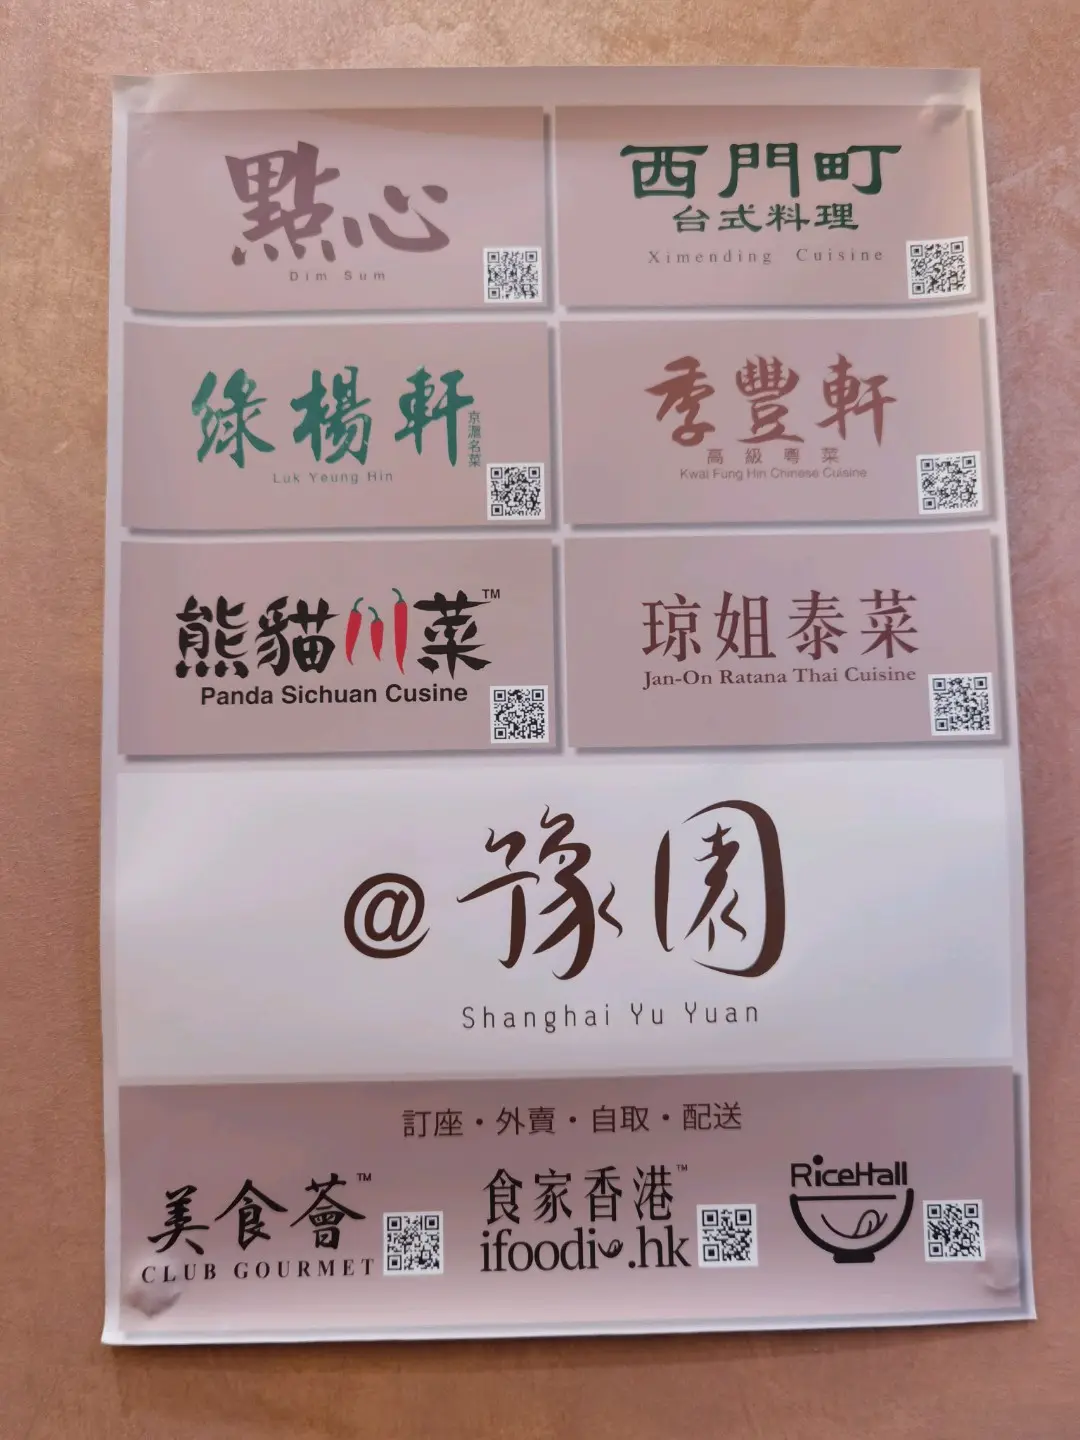 點心
Dim Sum
西門町
台式料理
Ximending Cuisine
綠楊軒
京滬名菜
Luk Yeung Hin
季豐軒
高級粵菜
Kwai Fung Hin Chinese Cuisine
熊貓川菜™
Panda Sichuan Cusine
琼姐泰菜
Jan-On Ratana Thai Cuisine
@豫園
Shanghai Yu Yuan
訂座・外賣・自取・配送
美食薈™
CLUB GOURMET
食家香港™
ifoodi.hk
RiceHall